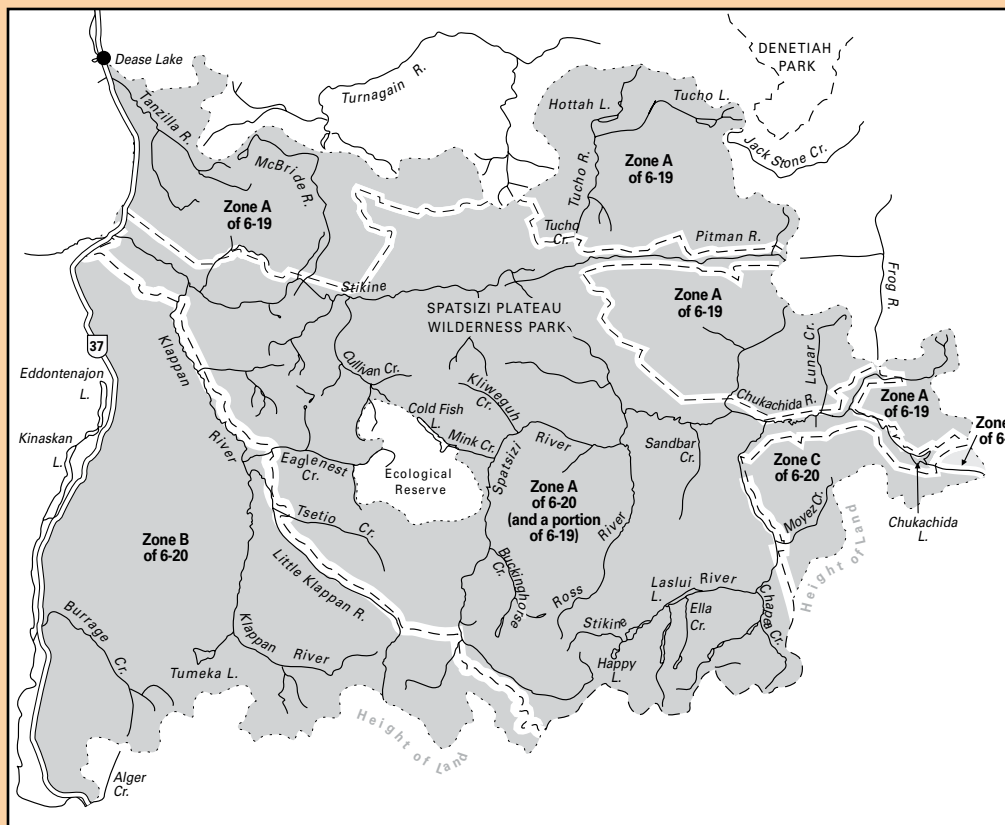 DENETIAH
PARK
Dease Lake
Turnagain R.
Hottah L.
Tucho L.
Tanzilla R.
Jack Stone Cr.
McBride R.
Zone A
of 6-19
Tucho R.
Zone A
of 6-19
Tucho
Cr.
Pitman R.
Stikine
Frog R.
Zone A
of 6-19
SPATSIZI PLATEAU
WILDERNESS PARK
37
Klappan
River
Cullivan Cr.
Lunar Cr.
Eddontenajon
L.
Kliweguh
Cr.
Chukachida R.
Zone A
of 6-19
Cold Fish
L.
Mink Cr.
River
Sandbar
Cr.
Zone
of 6-
Kinaskan
L.
Eaglenest
Cr.
Ecological
Reserve
Spatsizi
Zone A
of 6-20
(and a portion
of 6-19)
Zone C
of 6-20
Moyez Cr.
Chukachida
L.
Tsetio Cr.
River
Height of Land
Zone B
of 6-20
Little Klappan R.
Buckinghorse
Cr.
Ross
Laslui River
L.
Ella
Cr.
Chapea Cr.
Stikine
Burrage
Cr.
Klappan
River
Happy
L.
Tumeka L.
Height of Land
Alger
Cr.